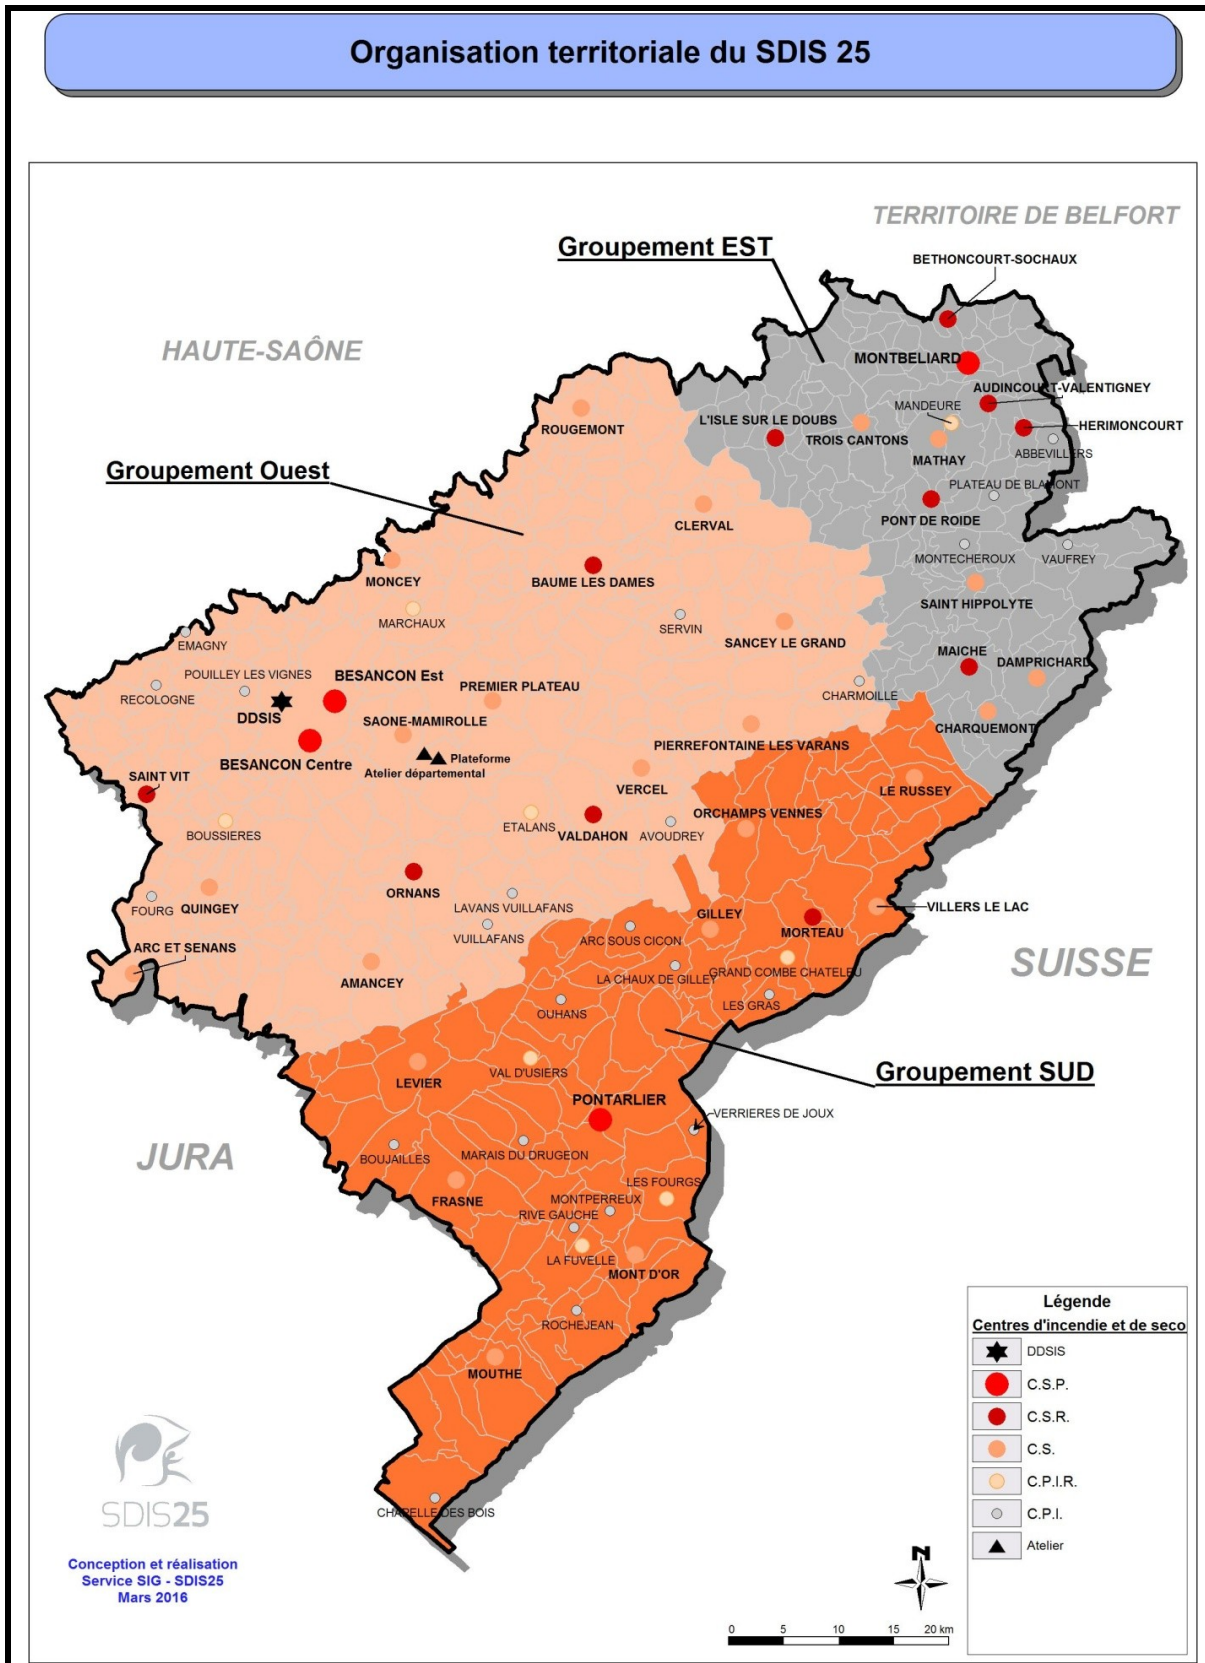 Organisation territoriale du SDIS 25
TERRITOIRE DE BELFORT
Groupement EST
BETHONCOURT-SOCHAUX
HAUTE-SAÔNE
MONTBELIARD
AUDINCOURT-VALENTIGNEY
MANDEURE
L'ISLE SUR LE DOUBS
ROUGEMONT
TROIS CANTONS
HERIMONCOURT
MATHAY
ABBEVILLERS
Groupement Ouest
PLATEAU DE BLAMONT
CLERVAL
PONT DE ROIDE
MONTECHEROUX
VAUFREY
MONCEY
BAUME LES DAMES
SAINT HIPPOLYTE
MARCHAUX
SERVIN
EMAGNY
SANCEY LE GRAND
MAICHE
DAMPRICHARD
POUILLEY LES VIGNES
BESANCON Est
PREMIER PLATEAU
RECOLOGNE
CHARMOILLE
DDSIS
SAONE-MAMIROLLE
CHARQUEMONT
PIERREFONTAINE LES VARANS
Plateforme
BESANCON Centre
Atelier départemental
SAINT VIT
VERCEL
LE RUSSEY
ORCHAMPS VENNES
ETALANS
BOUSSIERES
VALDAHON
AVOUDREY
ORNANS
QUINGEY
LAVANS VUILLAFANS
FOURG
VILLERS LE LAC
GILLEY
VUILLAFANS
ARC SOUS CICON
MORTEAU
ARC ET SENANS
SUISSE
GRAND COMBE CHATELEU
AMANCEY
LA CHAUX DE GILLEY
LES GRAS
OUHANS
VAL D'USIERS
Groupement SUD
LEVIER
PONTARLIER
VERRIERES DE JOUX
JURA
BOUJAILLES
MARAIS DU DRUGEON
LES FOURGS
FRASNE
MONTPERREUX
RIVE GAUCHE
LA FUVELLE
MONT D'OR
ROCHEJEAN
MOUTHE
CHAPELLE DES BOIS
Légende
Centres d'incendie et de seco
DDSIS
C.S.P.
C.S.R.
C.S.
C.P.I.R.
C.P.I.
Atelier
SDIS25
Conception et réalisation
Service SIG - SDIS25
Mars 2016
N
0 5 10 15 20 km